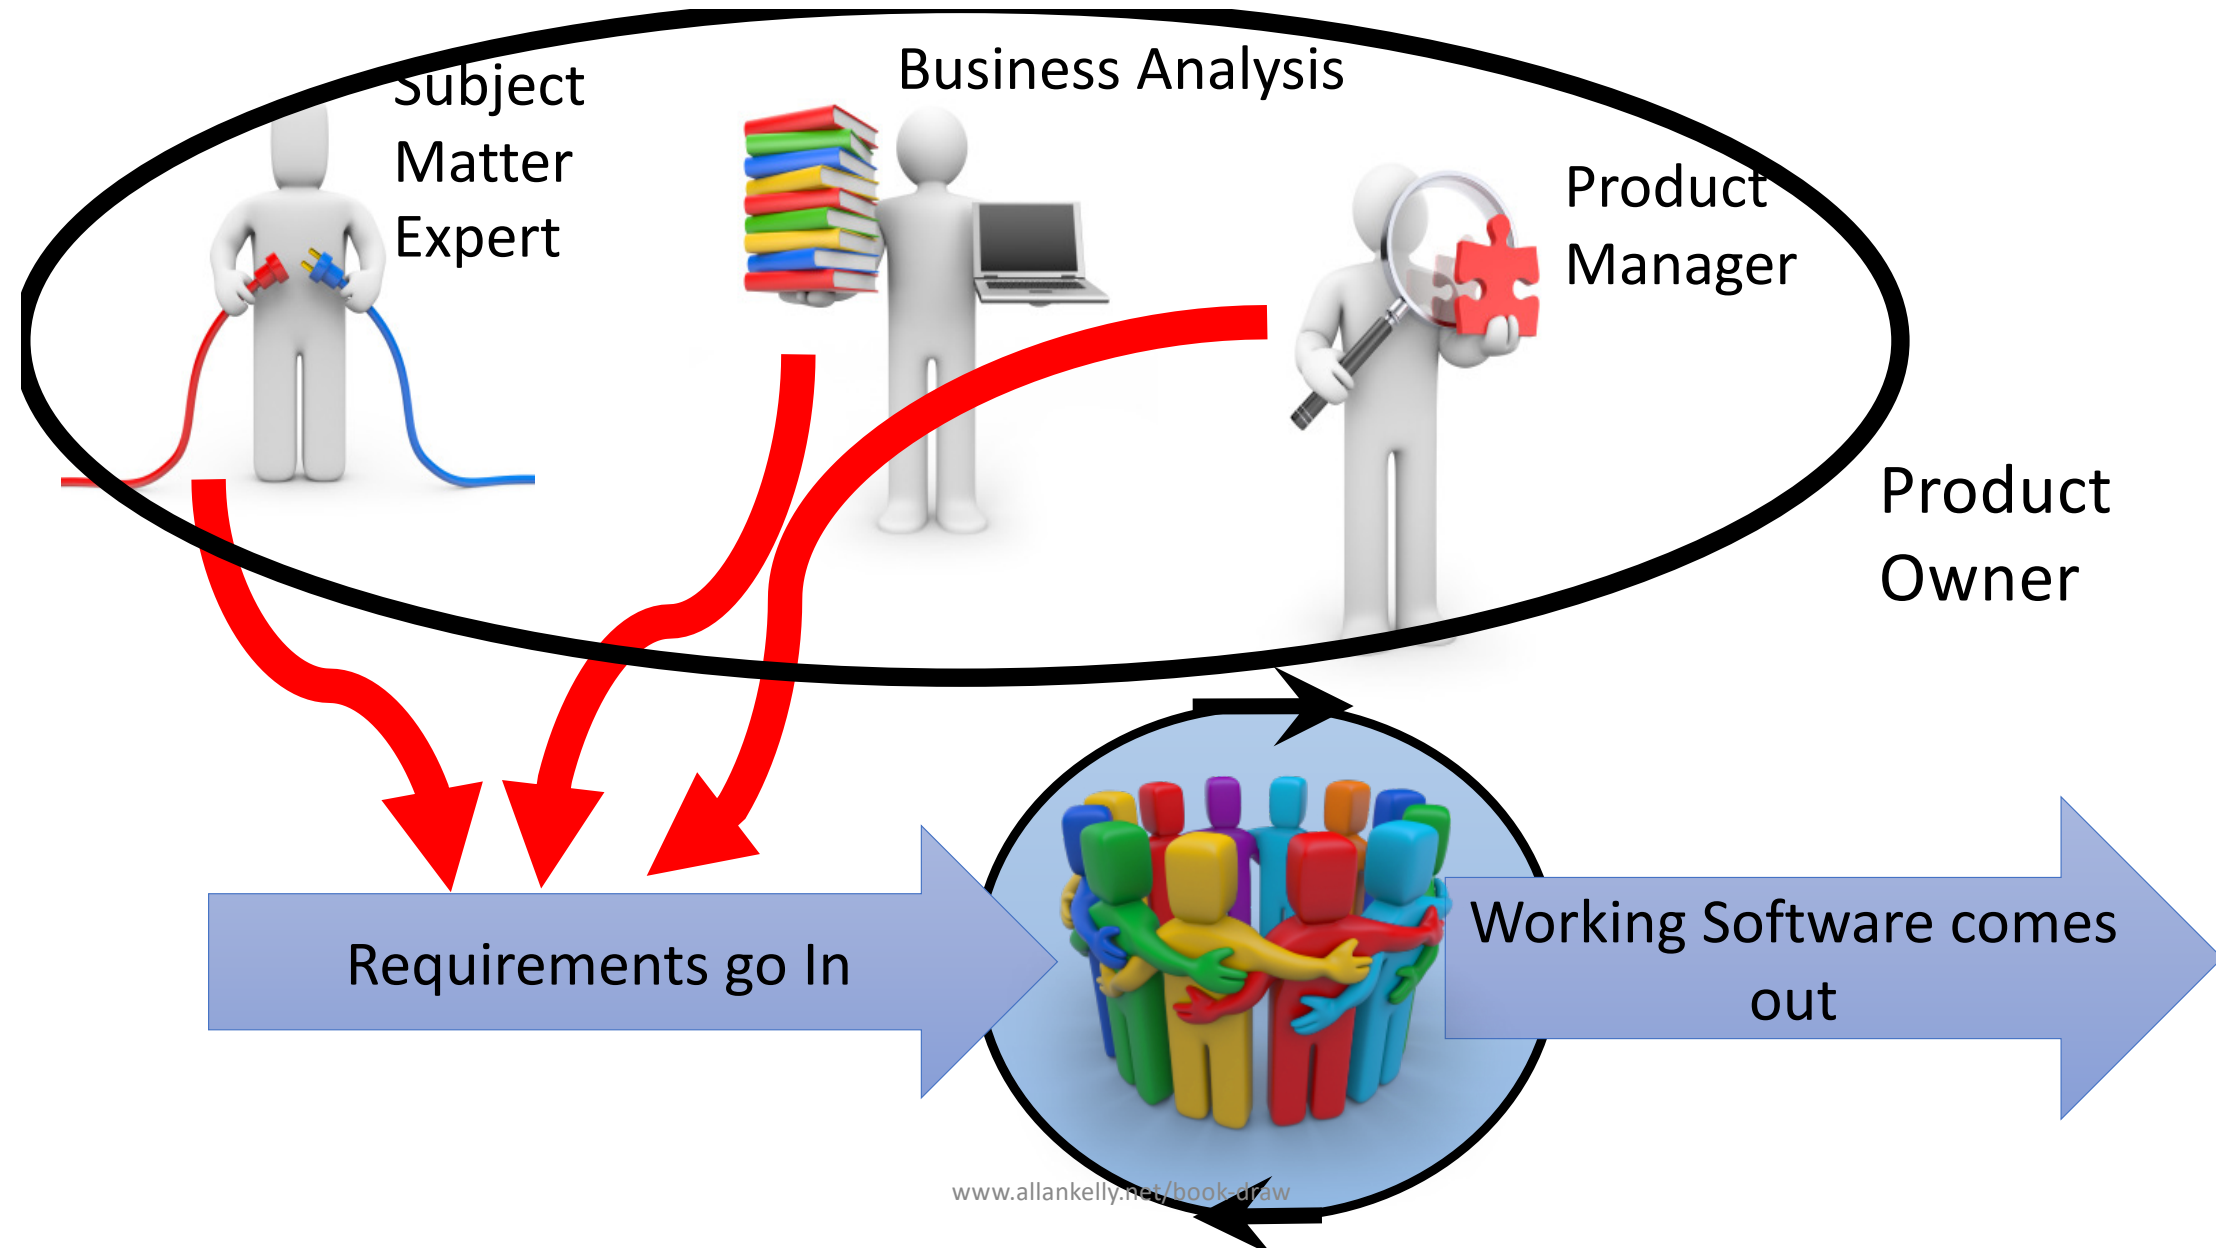 Subject
Matter
Expert
Business Analysis
Product
Manager
Product
Owner
Requirements go In
Working Software comes
out
www.allankelly.net/book-draw